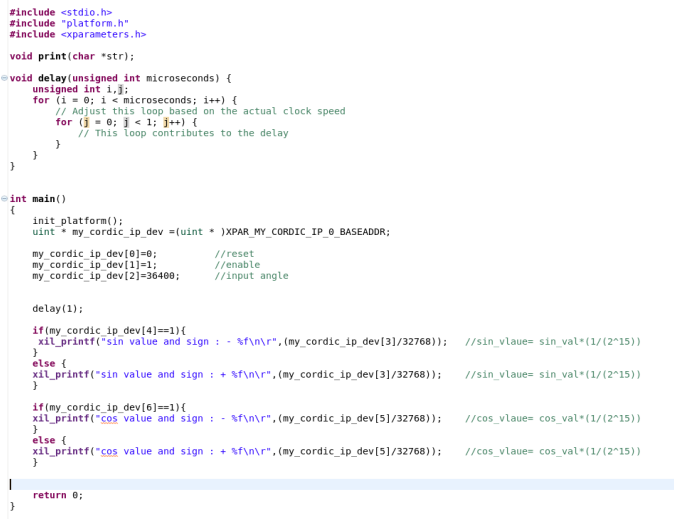 #include <stdio.h>
#include "platform.h"
#include <xparameters.h>
void print(char *str);
void delay(unsigned int microseconds) {
unsigned int i,j;
for (i = 0; i < microseconds; i++) {
// Adjust this loop based on the actual clock speed
for (j = 0; j < 1; j++) {
// This loop contributes to the delay
}
}
}
int main()
{
init_platform();
uint * my_cordic_ip_dev =(uint * )XPAR_MY_CORDIC_IP_0_BASEADDR;
my_cordic_ip_dev[0]=0; //reset
my_cordic_ip_dev[1]=1; //enable
my_cordic_ip_dev[2]=36400; //input angle
delay(1);
if(my_cordic_ip_dev[4]==1){
xil_printf("sin value and sign : - %f\n\r",(my_cordic_ip_dev[3]/32768)); //sin_vlaue= sin_val*(1/(2^15))
}
else {
xil_printf("sin value and sign : + %f\n\r",(my_cordic_ip_dev[3]/32768)); //sin_vlaue= sin_val*(1/(2^15))
}
if(my_cordic_ip_dev[6]==1){
xil_printf("cos value and sign : - %f\n\r",(my_cordic_ip_dev[5]/32768)); //cos_vlaue= cos_val*(1/(2^15))
}
else {
xil_printf("cos value and sign : + %f\n\r",(my_cordic_ip_dev[5]/32768)); //cos_vlaue= cos_val*(1/(2^15))
}
return 0;
}